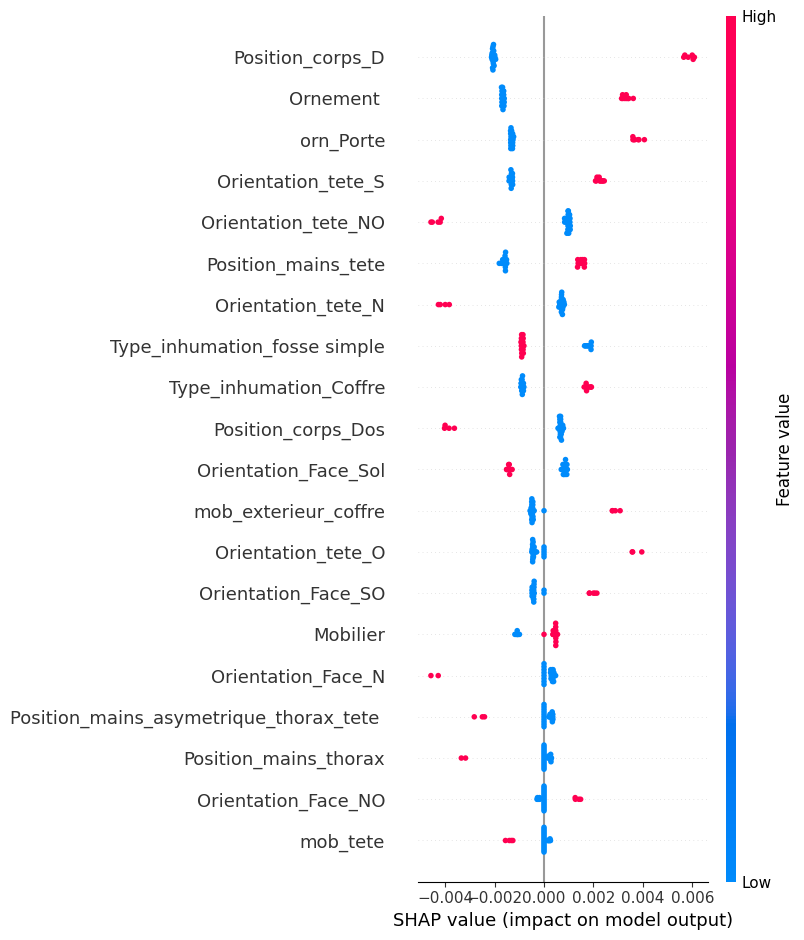 High
Position_corps_D
Ornement
orn_Porte
Orientation_tete_S
Orientation_tete_NO
Position_mains_tete
Orientation_tete_N
Type_inhumation_fosse simple
Type_inhumation_Coffre
Position_corps_Dos
Orientation_Face_Sol
mob_exterieur_coffre
Orientation_tete_O
Orientation_Face_SO
Mobilier
Orientation_Face_N
Position_mains_asymetrique_thorax_tete
Position_mains_thorax
Orientation_Face_NO
mob_tete
Feature value
Low
−0.004 −0.002 0.000 0.002 0.004 0.006
SHAP value (impact on model output)